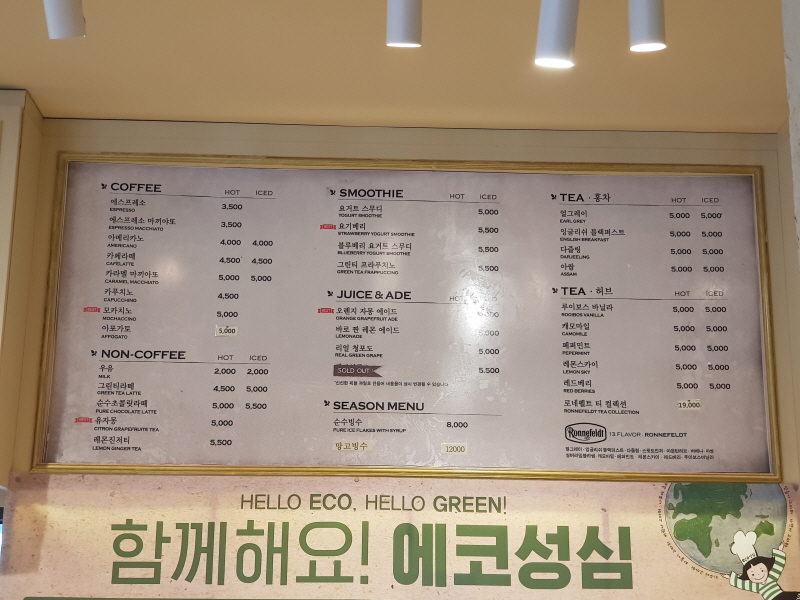 COFFEE HOT ICED
에스프레소 3,500
ESPRESSO
에스프레소 마끼아또 3,500
ESPRESSO MACCHIATO
아메리카노 4,000 4,000
AMERICANO
카페라떼 4,500 4,500
CAFELATTE
카라멜 마끼아또 5,000 5,000
CARAMEL MACCHIATO
카푸치노 4,500
CAPUCCHINO
모카치노 5,000
MOCHACCINO
아포가토 5,000
AFFOGATO
NON-COFFEE HOT ICED
우유 2,000 2,000
MILK
그린티라떼 4,500 5,000
GREEN TEA LATTE
순수초콜릿라떼 5,000 5,500
PURE CHOCOLATE LATTE
유자몽 5,000
CITRON GRAPEFRUITE TEA
레몬진저티 5,500
LEMON GINGER TEA
SMOOTHIE HOT ICED
요거트 스무디 5,000
YOGURT SMOOTHIE
요기베리 5,500
STRAWBERRY YOGURT SMOOTHIE
블루베리 요거트 스무디 5,500
BLUEBERRY YOGURT SMOOTHIE
그린티 프라푸치노 5,500
GREEN TEA FRAPPUCCINO
JUICE & ADE
오렌지 자몽 에이드
ORANGE GRAPEFRUIT ADE
바로 짠 레몬 에이드 5,000
LEMONADE
리얼 청포도 5,000
REAL GREEN GRAPE
SOLD OUT 5,500
SEASON MENU
순수빙수 8,000
PURE ICE FLAKES WITH SYRUP
망고빙수 12000
TEA · 홍차 HOT ICED
얼그레이 5,000 5,000
EARL GREY
잉글리쉬 블랙퍼스트 5,000 5,000
ENGLISH BREAKFAST
다즐링 5,000 5,000
DARJEELING
아쌈 5,000 5,000
ASSAM
TEA · 허브 HOT ICED
루이보스 바닐라 5,000 5,000
ROOIBOS VANILLA
캐모마일 5,000 5,000
CAMOMILE
페퍼민트 5,000 5,000
PEPERMINT
레몬스카이 5,000 5,000
LEMON SKY
레드베리 5,000 5,000
RED BERRIES
로네펠트 티 컬렉션 19,000
RONNEFELDT TEA COLLECTION
Ronnefeldt 13 FLAVOR · RONNEFELDT
HELLO ECO, HELLO GREEN!
함께해요! 에코성심